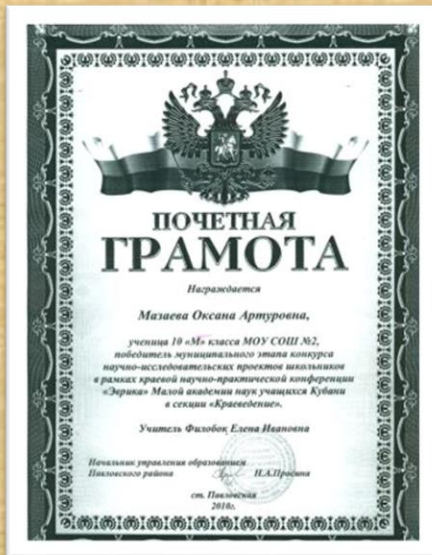 ПОЧЕТНАЯ
ГРАМОТА
Награждается
Мазаева Оксана Артуровна,
ученица 10 «М» класса МОУ СОШ №2,
победитель муниципального этапа конкурса
научно-исследовательских проектов школьников
в рамках краевой научно-практической конференции
«Эврика» Малой академии наук учащихся Кубани
в секции «Краеведение».
Учитель Филобок Елена Ивановна
Начальник управления образованием
Павловского района Н.А.Просина
ст. Павловская
2010г.